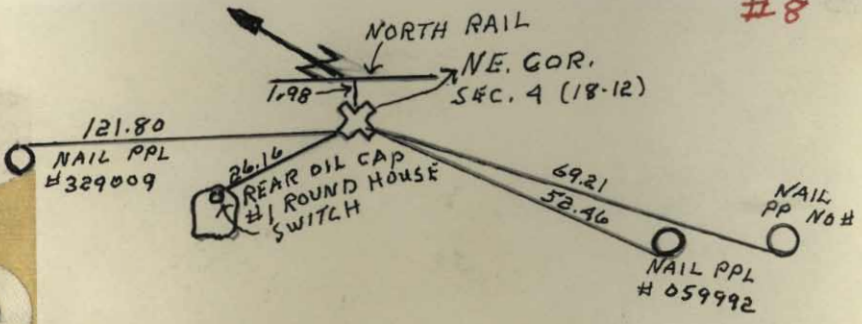 #8
NORTH RAIL
NE. COR.
SEC. 4 (18-12)
1.98
121.80
NAIL PPL
#329009
26.16
REAR OIL CAP
#1 ROUND HOUSE
SWITCH
69.21
52.46
NAIL
PP NO#
NAIL PPL
# 059992